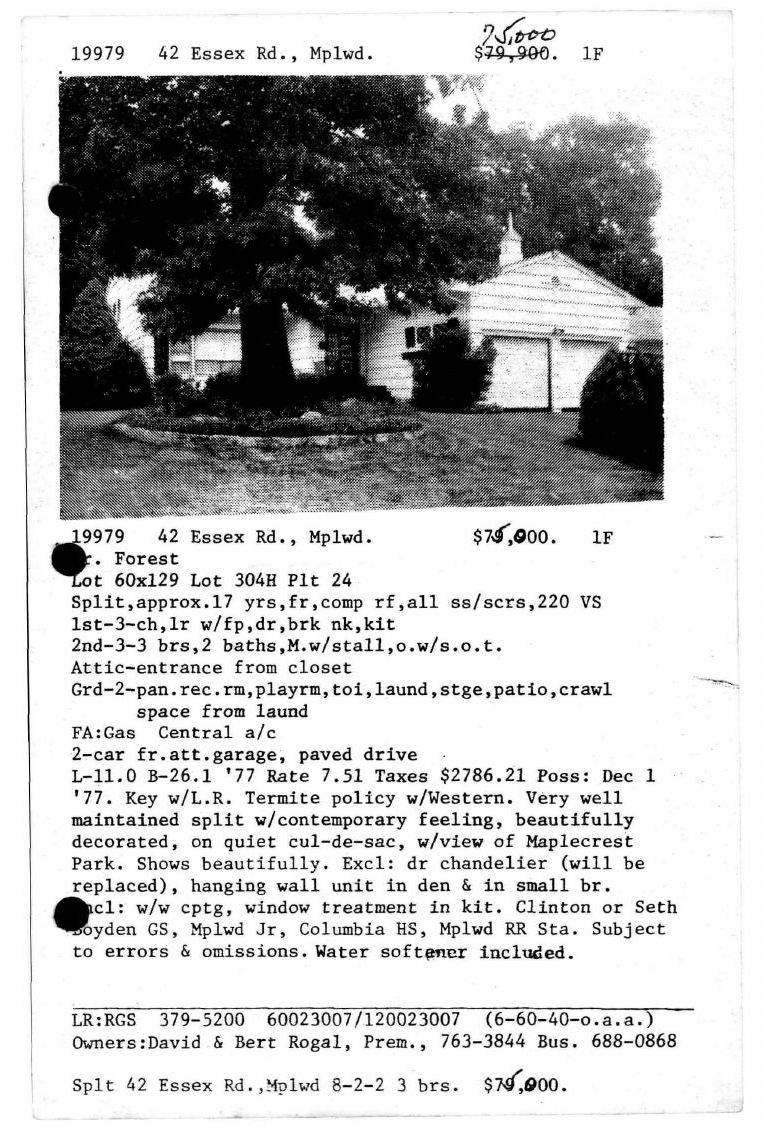 75,000
19979 42 Essex Rd., Mplwd. $79,900. 1F
19979 42 Essex Rd., Mplwd. $75,000. 1F
r. Forest
Lot 60x129 Lot 304H Plt 24
Split,approx.17 yrs,fr,comp rf,all ss/scrs,220 VS
1st-3-ch,lr w/fp,dr,brk nk,kit
2nd-3-3 brs,2 baths,M.w/stall,o.w/s.o.t.
Attic-entrance from closet
Grd-2-pan.rec.rm,playrm,toi,laund,stge,patio,crawl
space from laund
FA:Gas Central a/c
2-car fr.att.garage, paved drive
L-11.0 B-26.1 '77 Rate 7.51 Taxes $2786.21 Poss: Dec 1
'77. Key w/L.R. Termite policy w/Western. Very well
maintained split w/contemporary feeling, beautifully
decorated, on quiet cul-de-sac, w/view of Maplecrest
Park. Shows beautifully. Excl: dr chandelier (will be
replaced), hanging wall unit in den & in small br.
ncl: w/w cptg, window treatment in kit. Clinton or Seth
Boyden GS, Mplwd Jr, Columbia HS, Mplwd RR Sta. Subject
to errors & omissions. Water softener included.
LR:RGS 379-5200 60023007/120023007 (6-60-40-o.a.a.)
Owners:David & Bert Rogal, Prem., 763-3844 Bus. 688-0868
Splt 42 Essex Rd.,Mplwd 8-2-2 3 brs. $75,000.